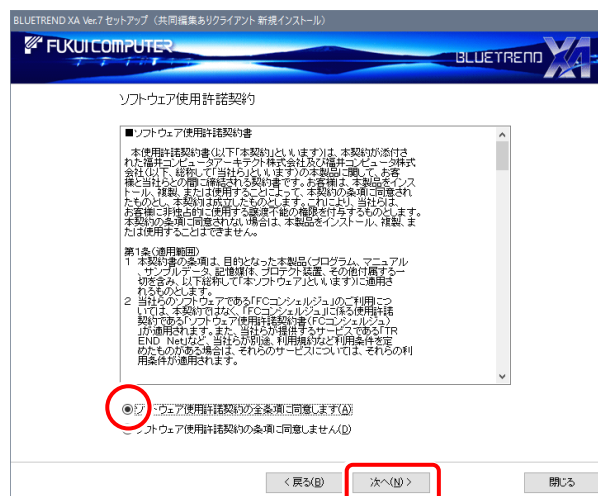 BLUETREND XA Ver.7 セットアップ（共同編集ありクライアント 新規インストール）
FUKUI COMPUTER
BLUETREND XA
ソフトウェア使用許諾契約
■ソフトウェア使用許諾契約書
本使用許諾契約書（以下「本契約」といいます）は、本契約が添付さ
れた福井コンピュータアーキテクト株式会社及び福井コンピュータ株式
会社（以下、総称して「当社ら」といいます）の本製品に関して、お客
様と当社らとの間に締結される契約書です。お客様は、本製品をインス
トール、複製、または使用することによって、本契約の条項に同意され
たものとし、本契約は成立したものとします。これにより、当社らは、
お客様に非独占的に使用する譲渡不能の権限を付与するものとします。
本契約の条項に同意されない場合は、本製品をインストール、複製、ま
たは使用することはできません。
第1条（適用範囲）
1 本契約書の条項は、目的となった本製品（プログラム、マニュアル
、サンプルデータ、記憶媒体、プロテクト装置、その他付属する一
切を含み、以下総称して「本ソフトウェア」といいます）に適用さ
れるものとします。
2 当社らのソフトウェアである「FCコンシェルジュ」のご利用につ
いては、本契約ではなく、「FCコンシェルジュ」に係る使用許諾
契約である「ソフトウェア使用許諾契約書（FCコンシェルジュ）
」が適用されます。また、当社らが提供するサービスである「TR
END Net」など、当社らが別途、利用規約など利用条件を定
めたものがある場合は、それらのサービスについては、それらの利
用条件が適用されます。
ソフトウェア使用許諾契約の全条項に同意します(A)
ソフトウェア使用許諾契約の条項に同意しません(D)
< 戻る(B) 次へ(N) > 閉じる